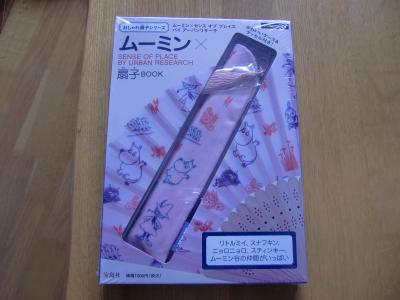 おしゃれ扇子シリーズ
ムーミン×センス オブ プレイス
バイ アーバンリサーチ
ムーミン×
SENSE OF PLACE
BY URBAN RESEARCH
扇子BOOK
リトルミイ、スナフキン、
ニョロニョロ、スティンキー、
ムーミン谷の仲間がいっぱい
宝島社